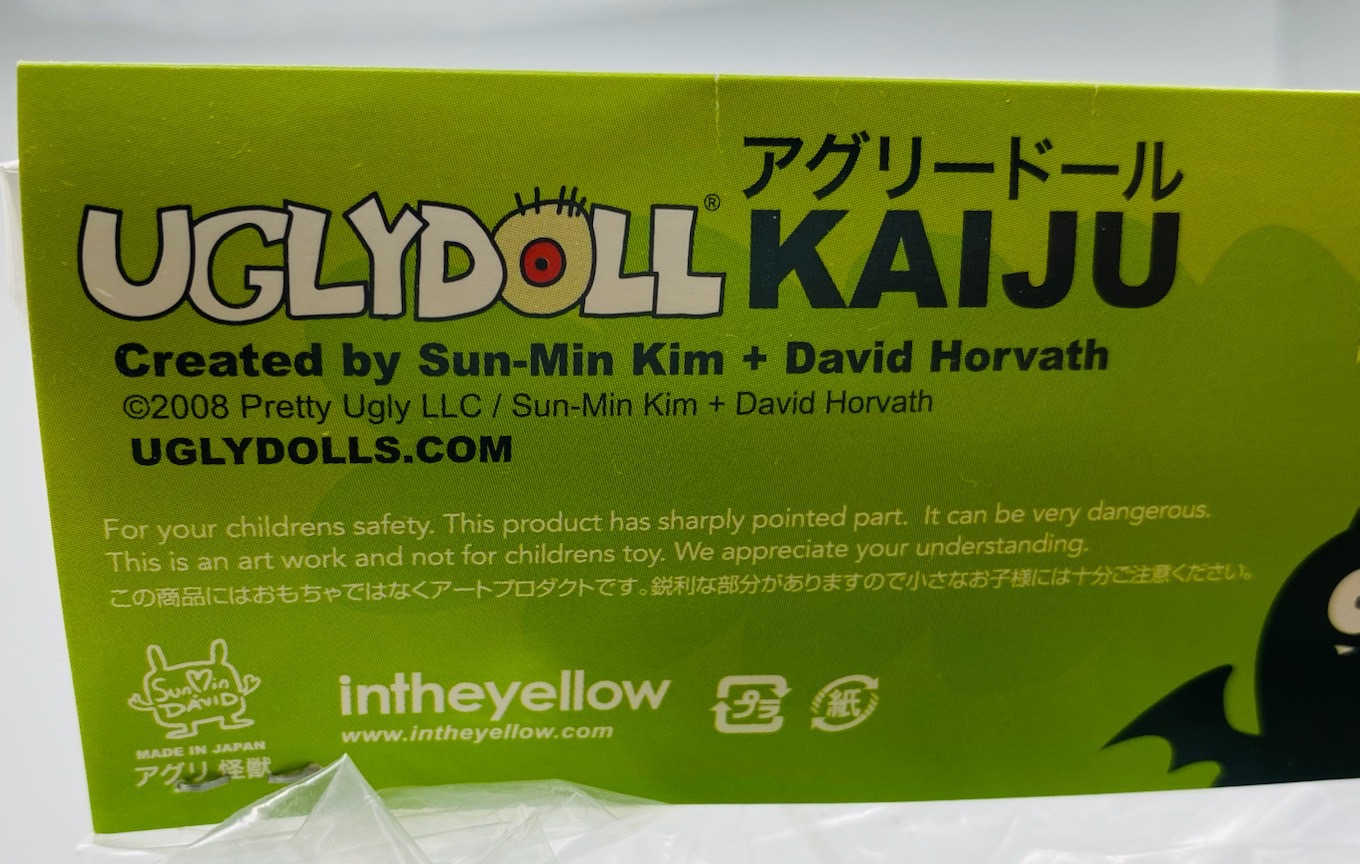 UGLYDOLL®
アグリードール
KAIJU
Created by Sun-Min Kim + David Horvath
©2008 Pretty Ugly LLC / Sun-Min Kim + David Horvath
UGLYDOLLS.COM
For your childrens safety. This product has sharply pointed part. It can be very dangerous.
This is an art work and not for childrens toy. We appreciate your understanding.
この商品にはおもちゃではなくアートプロダクトです。鋭利な部分がありますので小さなお子様には十分ご注意ください。
SunMin
DAVID
MADE IN JAPAN
アグリ 怪獣
intheyellow
www.intheyellow.com
プラ
紙